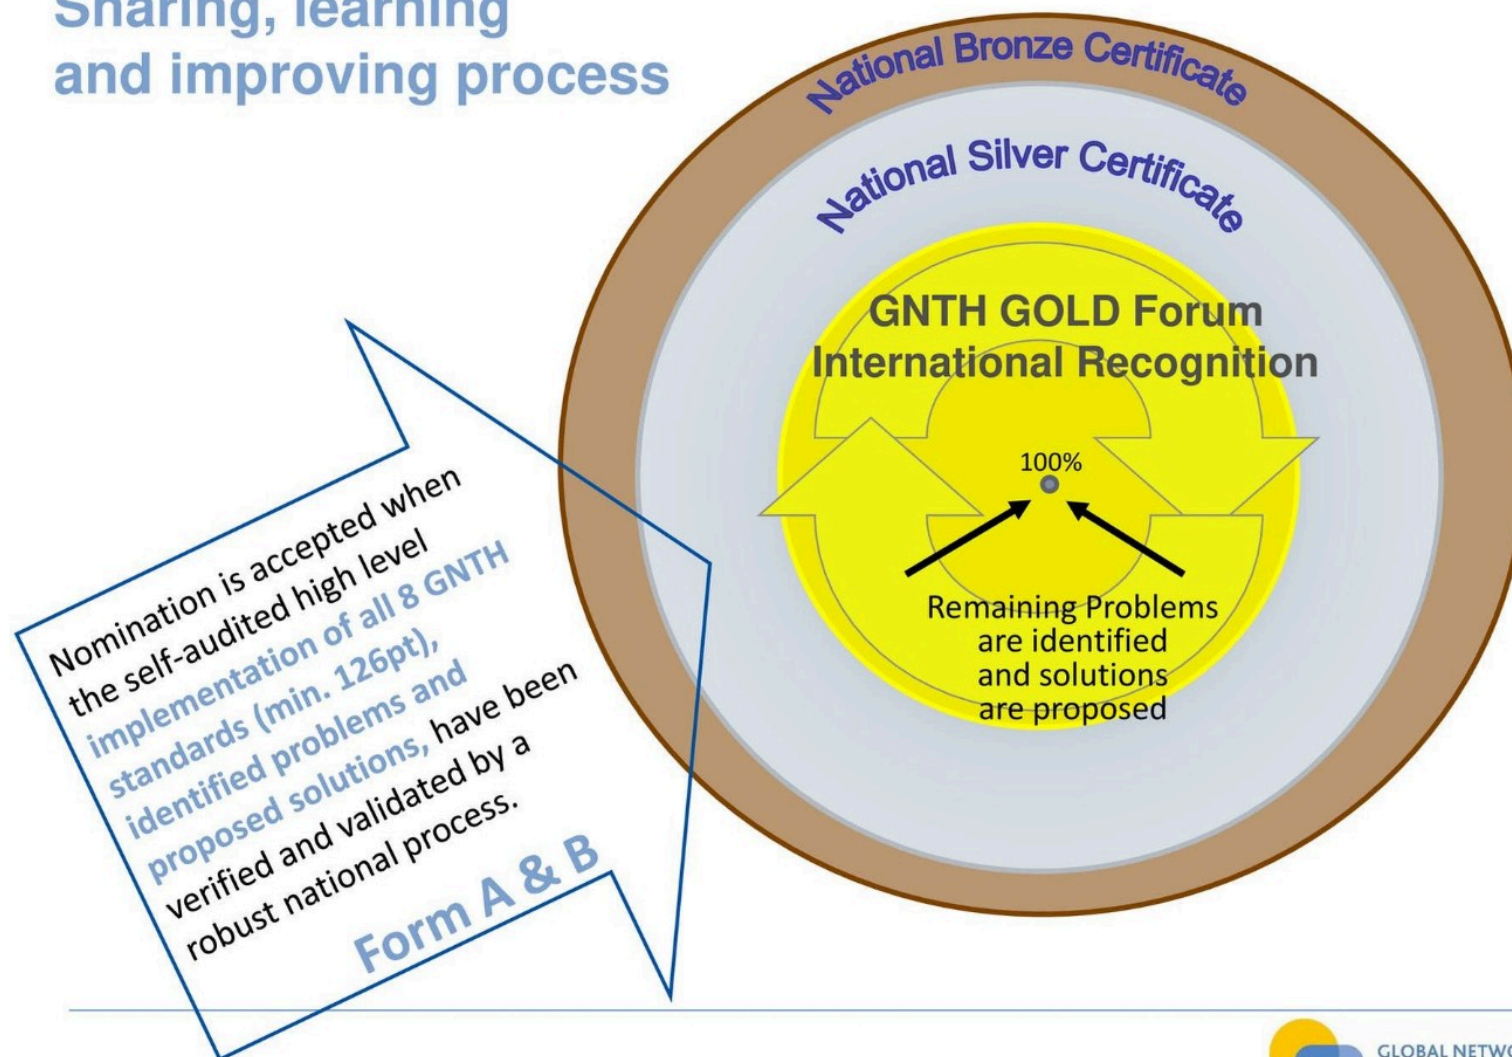 Sharing, learning
and improving process
National Bronze Certificate
National Silver Certificate
GNTH GOLD Forum
International Recognition
100%
Remaining Problems
are identified
and solutions
are proposed
Nomination is accepted when
the self-audited high level
implementation of all 8 GNTH
standards (min. 126pt),
identified problems and
proposed solutions, have been
verified and validated by a
robust national process.
Form A & B
GLOBAL